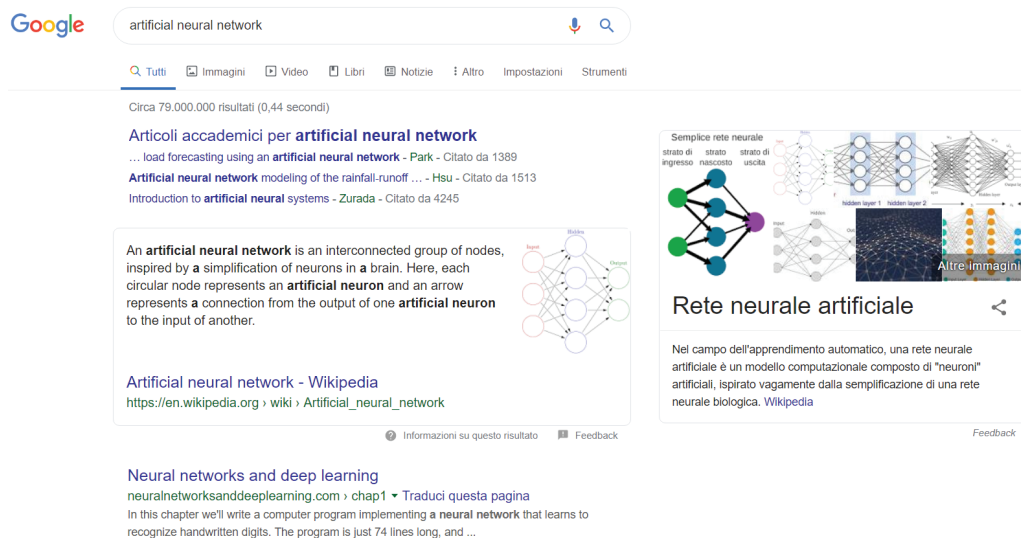 Google
artificial neural network
Tutti Immagini Video Libri Notizie Altro Impostazioni Strumenti
Circa 79.000.000 risultati (0,44 secondi)
Articoli accademici per artificial neural network
… load forecasting using an artificial neural network - Park - Citato da 1389
Artificial neural network modeling of the rainfall‐runoff … - Hsu - Citato da 1513
Introduction to artificial neural systems - Zurada - Citato da 4245
An artificial neural network is an interconnected group of nodes,
inspired by a simplification of neurons in a brain. Here, each
circular node represents an artificial neuron and an arrow
represents a connection from the output of one artificial neuron
to the input of another.
Input
Hidden
Output
Artificial neural network - Wikipedia
https://en.wikipedia.org › wiki › Artificial_neural_network
Informazioni su questo risultato Feedback
Neural networks and deep learning
neuralnetworksanddeeplearning.com › chap1 Traduci questa pagina
In this chapter we'll write a computer program implementing a neural network that learns to
recognize handwritten digits. The program is just 74 lines long, and ...
Semplice rete neurale
strato di ingresso
strato nascosto
strato di uscita
hidden layer 1 hidden layer 2
Input
Hidden
Altre immagini
Rete neurale artificiale
Nel campo dell'apprendimento automatico, una rete neurale
artificiale è un modello computazionale composto di "neuroni"
artificiali, ispirato vagamente dalla semplificazione di una rete
neurale biologica. Wikipedia
Feedback